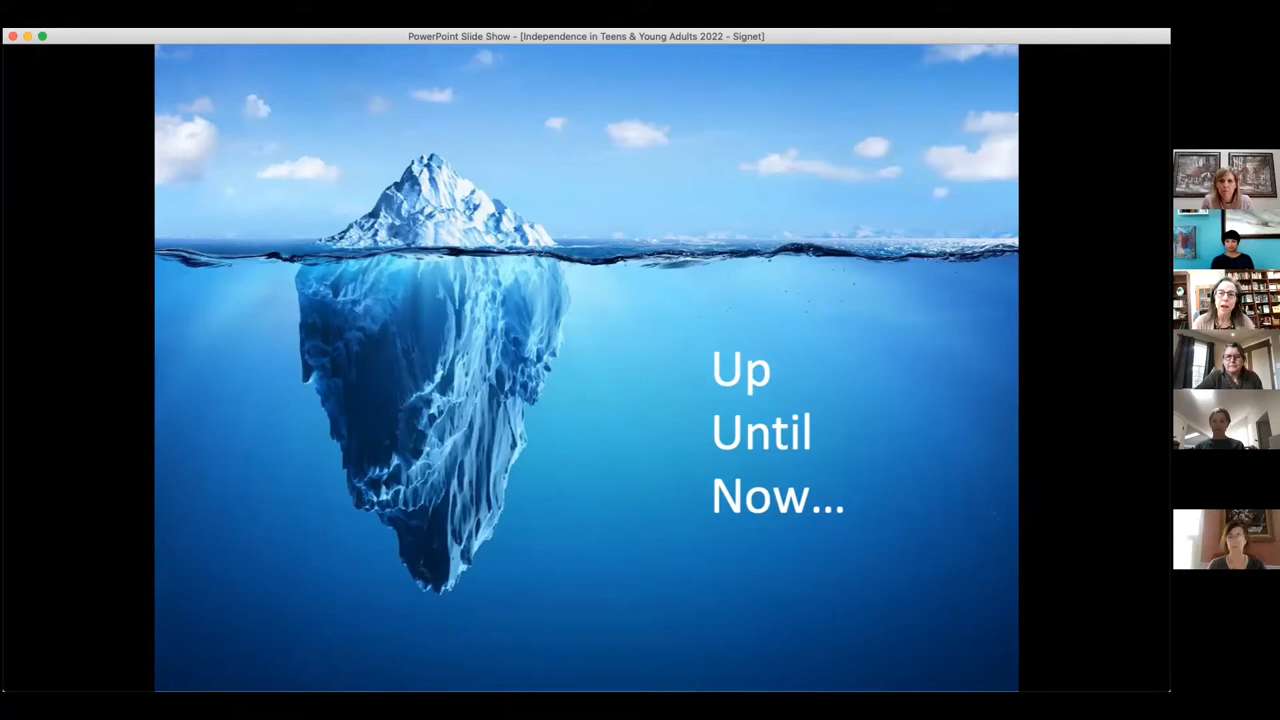 PowerPoint Slide Show - [Independence in Teens & Young Adults 2022 - Signet]
Up
Until
Now...